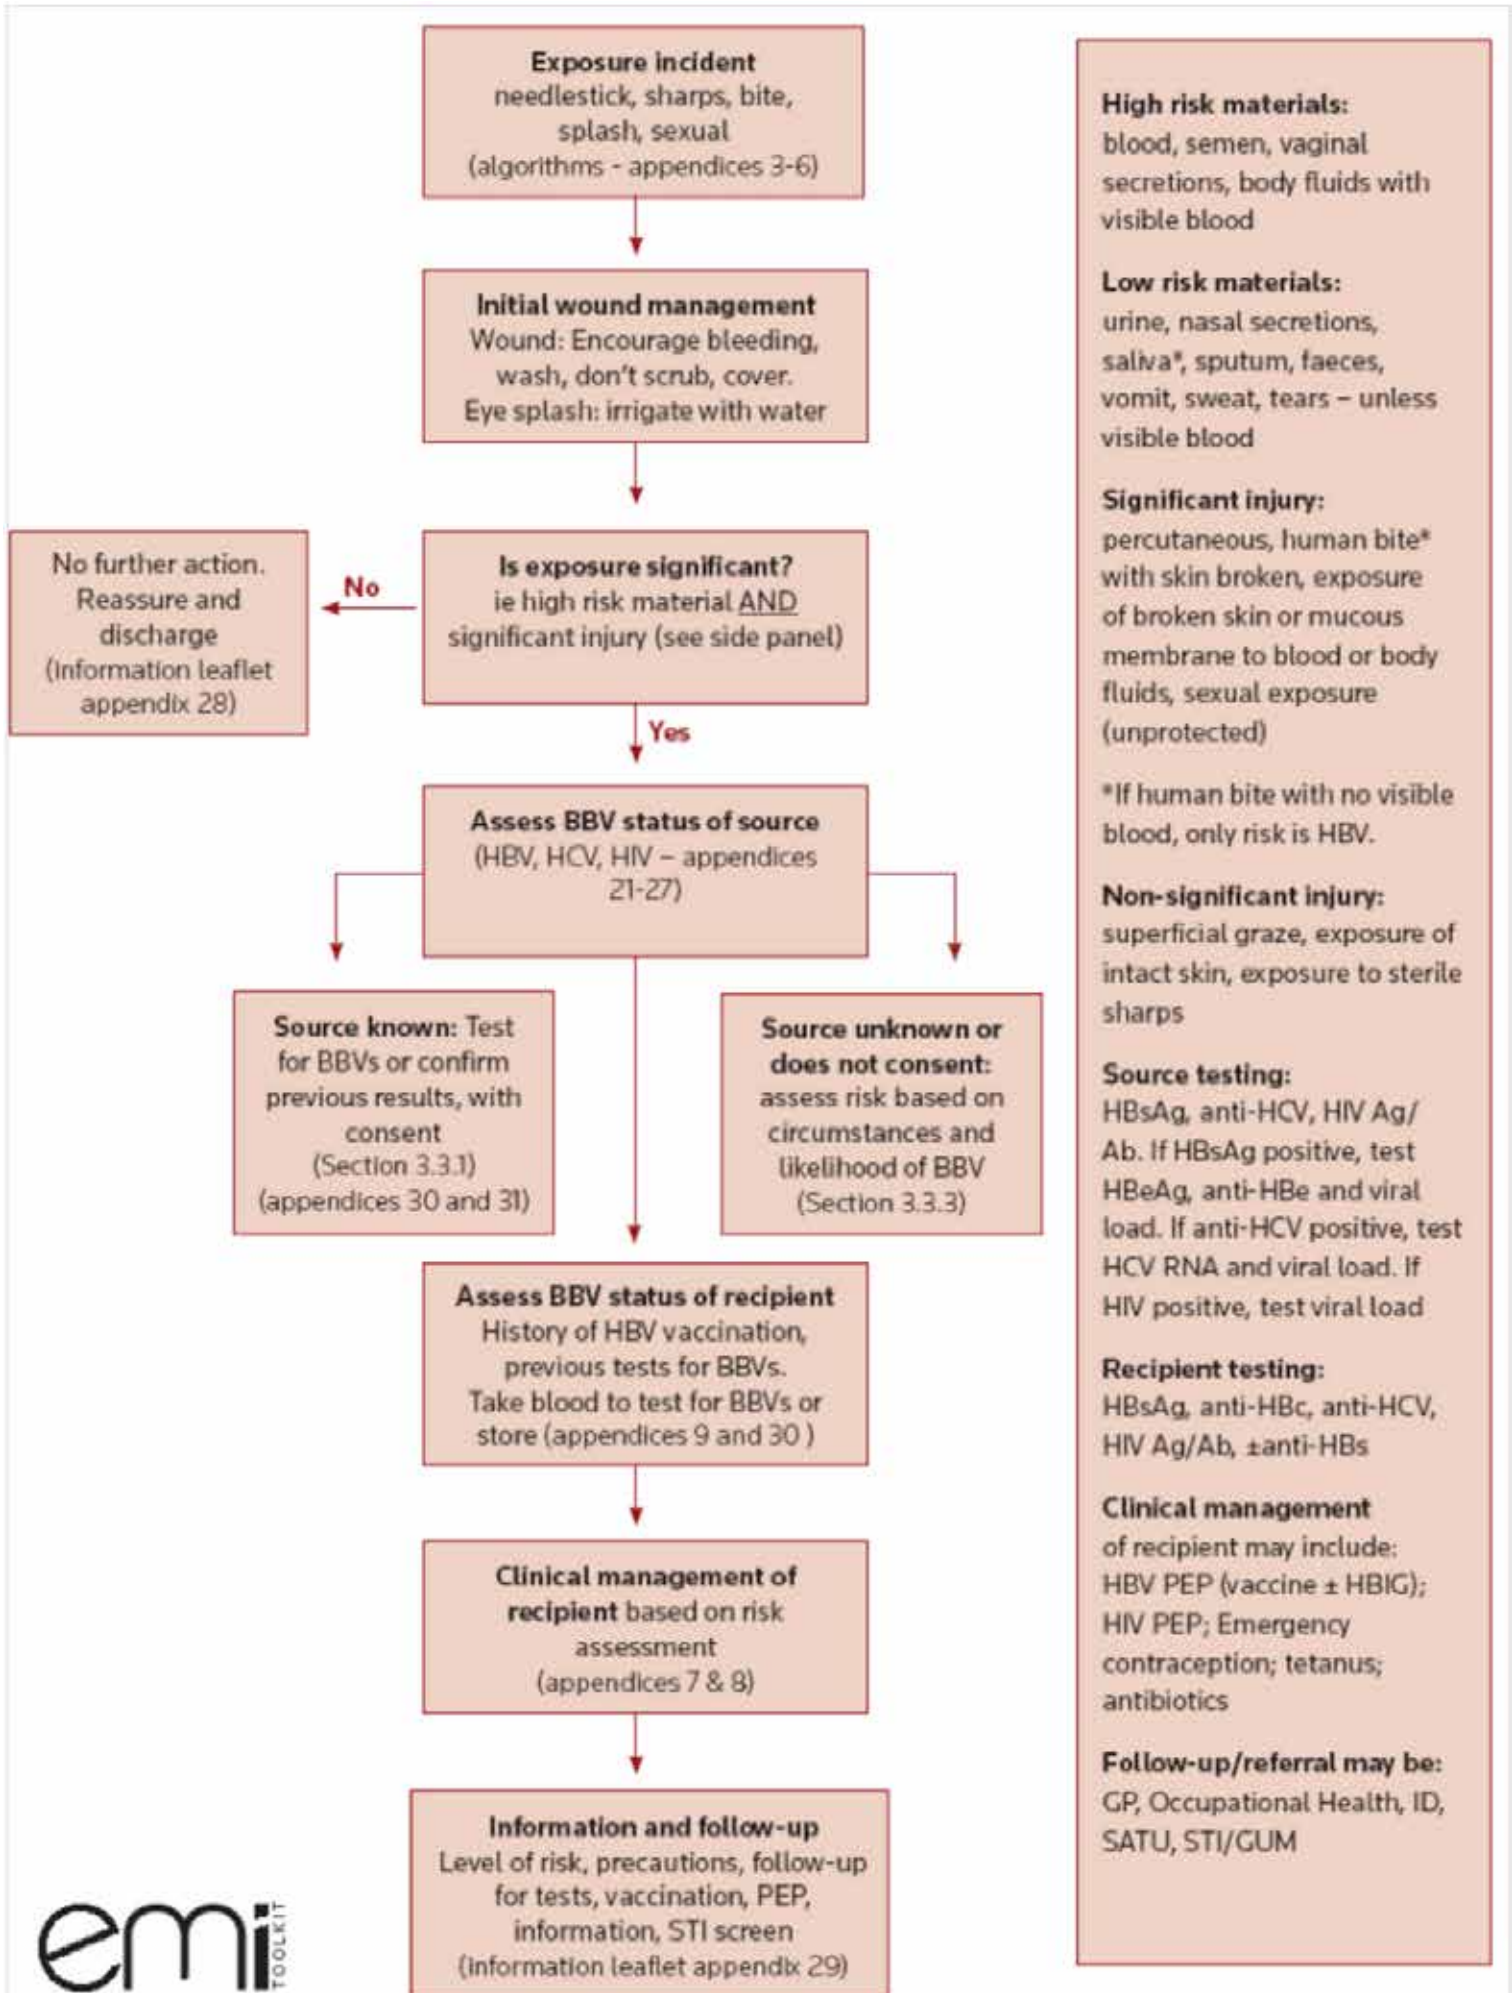 Exposure incident
needlestick, sharps, bite,
splash, sexual
(algorithms - appendices 3-6)
Initial wound management
Wound: Encourage bleeding,
wash, don't scrub, cover.
Eye splash: irrigate with water
No further action.
Reassure and
discharge
(information leaflet
appendix 28)
No
Is exposure significant?
ie high risk material AND
significant injury (see side panel)
Yes
Assess BBV status of source
(HBV, HCV, HIV – appendices
21-27)
Source known: Test
for BBVs or confirm
previous results, with
consent
(Section 3.3.1)
(appendices 30 and 31)
Source unknown or
does not consent:
assess risk based on
circumstances and
likelihood of BBV
(Section 3.3.3)
Assess BBV status of recipient
History of HBV vaccination,
previous tests for BBVs.
Take blood to test for BBVs or
store (appendices 9 and 30 )
Clinical management of
recipient based on risk
assessment
(appendices 7 & 8)
Information and follow-up
Level of risk, precautions, follow-up
for tests, vaccination, PEP,
information, STI screen
(information leaflet appendix 29)
High risk materials:
blood, semen, vaginal
secretions, body fluids with
visible blood
Low risk materials:
urine, nasal secretions,
saliva*, sputum, faeces,
vomit, sweat, tears – unless
visible blood
Significant injury:
percutaneous, human bite*
with skin broken, exposure
of broken skin or mucous
membrane to blood or body
fluids, sexual exposure
(unprotected)
*If human bite with no visible
blood, only risk is HBV.
Non-significant injury:
superficial graze, exposure of
intact skin, exposure to sterile
sharps
Source testing:
HBsAg, anti-HCV, HIV Ag/
Ab. If HBsAg positive, test
HBeAg, anti-HBe and viral
load. If anti-HCV positive, test
HCV RNA and viral load. If
HIV positive, test viral load
Recipient testing:
HBsAg, anti-HBc, anti-HCV,
HIV Ag/Ab, ±anti-HBs
Clinical management
of recipient may include:
HBV PEP (vaccine ± HBIG);
HIV PEP; Emergency
contraception; tetanus;
antibiotics
Follow-up/referral may be:
GP, Occupational Health, ID,
SATU, STI/GUM
emi
TOOLKIT